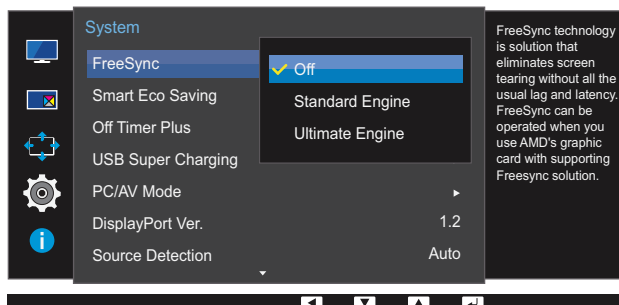 System
FreeSync
Off
Smart Eco Saving
Standard Engine
Off Timer Plus
Ultimate Engine
USB Super Charging
PC/AV Mode
DisplayPort Ver. 1.2
Source Detection Auto
FreeSync technology
is solution that
eliminates screen
tearing without all the
usual lag and latency.
FreeSync can be
operated when you
use AMD's graphic
card with supporting
Freesync solution.